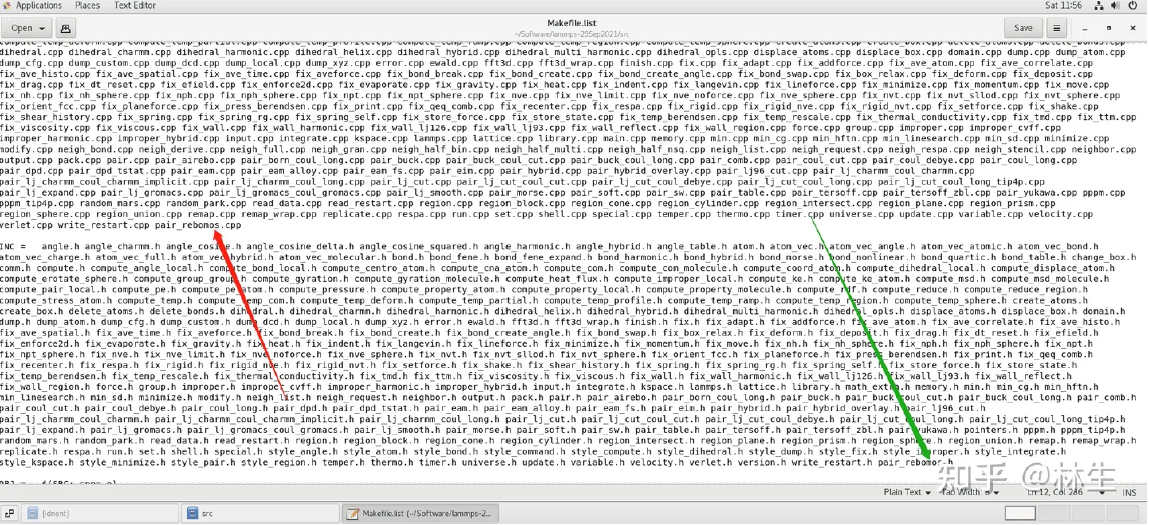 Applications Places Text Editor Sat 11:56
Open Makefile.list Save
~/Software/lammps-29Sep2021/src
dihedral.cpp dihedral_charmm.cpp dihedral_harmonic.cpp dihedral_helix.cpp dihedral_hybrid.cpp dihedral_multi_harmonic.cpp dihedral_opls.cpp displace_atoms.cpp displace_box.cpp domain.cpp dump.cpp dump_atom.cpp
dump_cfg.cpp dump_custom.cpp dump_dcd.cpp dump_local.cpp dump_xyz.cpp error.cpp ewald.cpp fft3d.cpp fft3d_wrap.cpp finish.cpp fix.cpp fix_adapt.cpp fix_addforce.cpp fix_ave_atom.cpp fix_ave_correlate.cpp
fix_ave_histo.cpp fix_ave_spatial.cpp fix_ave_time.cpp fix_aveforce.cpp fix_bond_break.cpp fix_bond_create.cpp fix_bond_create_angle.cpp fix_bond_swap.cpp fix_box_relax.cpp fix_deform.cpp fix_deposit.cpp
fix_drag.cpp fix_dt_reset.cpp fix_efield.cpp fix_enforce2d.cpp fix_evaporate.cpp fix_gravity.cpp fix_heat.cpp fix_indent.cpp fix_langevin.cpp fix_lineforce.cpp fix_minimize.cpp fix_momentum.cpp fix_move.cpp
fix_nh.cpp fix_nh_sphere.cpp fix_nph.cpp fix_nph_sphere.cpp fix_npt.cpp fix_npt_sphere.cpp fix_nve.cpp fix_nve_limit.cpp fix_nve_noforce.cpp fix_nve_sphere.cpp fix_nvt.cpp fix_nvt_sllod.cpp fix_nvt_sphere.cpp
fix_orient_fcc.cpp fix_planeforce.cpp fix_press_berendsen.cpp fix_print.cpp fix_qeq_comb.cpp fix_recenter.cpp fix_respa.cpp fix_rigid.cpp fix_rigid_nve.cpp fix_rigid_nvt.cpp fix_setforce.cpp fix_shake.cpp
fix_shear_history.cpp fix_spring.cpp fix_spring_rg.cpp fix_spring_self.cpp fix_store_force.cpp fix_store_state.cpp fix_temp_berendsen.cpp fix_temp_rescale.cpp fix_thermal_conductivity.cpp fix_tmd.cpp fix_ttm.cpp
fix_viscosity.cpp fix_viscous.cpp fix_wall.cpp fix_wall_harmonic.cpp fix_wall_lj126.cpp fix_wall_lj93.cpp fix_wall_reflect.cpp fix_wall_region.cpp force.cpp group.cpp improper.cpp improper_cvff.cpp
improper_harmonic.cpp improper_hybrid.cpp input.cpp integrate.cpp kspace.cpp lammps.cpp lattice.cpp library.cpp main.cpp memory.cpp min.cpp min_cg.cpp min_hftn.cpp min_linesearch.cpp min_sd.cpp minimize.cpp
modify.cpp neigh_bond.cpp neigh_derive.cpp neigh_full.cpp neigh_gran.cpp neigh_half_bin.cpp neigh_half_multi.cpp neigh_half_nsq.cpp neigh_list.cpp neigh_request.cpp neigh_respa.cpp neigh_stencil.cpp neighbor.cpp
output.cpp pack.cpp pair.cpp pair_airebo.cpp pair_born_coul_long.cpp pair_buck.cpp pair_buck_coul_cut.cpp pair_buck_coul_long.cpp pair_comb.cpp pair_coul_cut.cpp pair_coul_debye.cpp pair_coul_long.cpp
pair_dpd.cpp pair_dpd_tstat.cpp pair_eam.cpp pair_eam_alloy.cpp pair_eam_fs.cpp pair_eim.cpp pair_hybrid.cpp pair_hybrid_overlay.cpp pair_lj96_cut.cpp pair_lj_charmm_coul_charmm.cpp
pair_lj_charmm_coul_charmm_implicit.cpp pair_lj_charmm_coul_long.cpp pair_lj_cut.cpp pair_lj_cut_coul_cut.cpp pair_lj_cut_coul_debye.cpp pair_lj_cut_coul_long.cpp pair_lj_cut_coul_long_tip4p.cpp
pair_lj_expand.cpp pair_lj_gromacs.cpp pair_lj_gromacs_coul_gromacs.cpp pair_lj_smooth.cpp pair_morse.cpp pair_soft.cpp pair_sw.cpp pair_table.cpp pair_tersoff.cpp pair_tersoff_zbl.cpp pair_yukawa.cpp pppm.cpp
pppm_tip4p.cpp random_mars.cpp random_park.cpp read_data.cpp read_restart.cpp region.cpp region_block.cpp region_cone.cpp region_cylinder.cpp region_intersect.cpp region_plane.cpp region_prism.cpp
region_sphere.cpp region_union.cpp remap.cpp remap_wrap.cpp replicate.cpp respa.cpp run.cpp set.cpp shell.cpp special.cpp temper.cpp thermo.cpp timer.cpp universe.cpp update.cpp variable.cpp velocity.cpp
verlet.cpp write_restart.cpp pair_rebomos.cpp
INC = angle.h angle_charmm.h angle_cosine.h angle_cosine_delta.h angle_cosine_squared.h angle_harmonic.h angle_hybrid.h angle_table.h atom.h atom_vec.h atom_vec_angle.h atom_vec_atomic.h atom_vec_bond.h
atom_vec_charge.h atom_vec_full.h atom_vec_hybrid.h atom_vec_molecular.h bond.h bond_fene.h bond_fene_expand.h bond_harmonic.h bond_hybrid.h bond_morse.h bond_nonlinear.h bond_quartic.h bond_table.h change_box.h
comm.h compute.h compute_angle_local.h compute_bond_local.h compute_centro_atom.h compute_cna_atom.h compute_com.h compute_com_molecule.h compute_coord_atom.h compute_dihedral_local.h compute_displace_atom.h
compute_erotate_sphere.h compute_group_group.h compute_gyration.h compute_gyration_molecule.h compute_heat_flux.h compute_improper_local.h compute_ke.h compute_ke_atom.h compute_msd.h compute_msd_molecule.h
compute_pair_local.h compute_pe.h compute_pe_atom.h compute_pressure.h compute_property_atom.h compute_property_local.h compute_property_molecule.h compute_rdf.h compute_reduce.h compute_reduce_region.h
compute_stress_atom.h compute_temp.h compute_temp_com.h compute_temp_deform.h compute_temp_partial.h compute_temp_profile.h compute_temp_ramp.h compute_temp_region.h compute_temp_sphere.h create_atoms.h
create_box.h delete_atoms.h delete_bonds.h dihedral.h dihedral_charmm.h dihedral_harmonic.h dihedral_helix.h dihedral_hybrid.h dihedral_multi_harmonic.h dihedral_opls.h displace_atoms.h displace_box.h domain.h
dump.h dump_atom.h dump_cfg.h dump_custom.h dump_dcd.h dump_local.h dump_xyz.h error.h ewald.h fft3d.h fft3d_wrap.h finish.h fix.h fix_adapt.h fix_addforce.h fix_ave_atom.h fix_ave_correlate.h fix_ave_histo.h
fix_ave_spatial.h fix_ave_time.h fix_aveforce.h fix_bond_break.h fix_bond_create.h fix_bond_create_angle.h fix_bond_swap.h fix_box_relax.h fix_deform.h fix_deposit.h fix_drag.h fix_dt_reset.h fix_efield.h
fix_enforce2d.h fix_evaporate.h fix_gravity.h fix_heat.h fix_indent.h fix_langevin.h fix_lineforce.h fix_minimize.h fix_momentum.h fix_move.h fix_nh.h fix_nh_sphere.h fix_nph.h fix_nph_sphere.h fix_npt.h
fix_npt_sphere.h fix_nve.h fix_nve_limit.h fix_nve_noforce.h fix_nve_sphere.h fix_nvt.h fix_nvt_sllod.h fix_nvt_sphere.h fix_orient_fcc.h fix_planeforce.h fix_press_berendsen.h fix_print.h fix_qeq_comb.h
fix_recenter.h fix_respa.h fix_rigid.h fix_rigid_nve.h fix_rigid_nvt.h fix_setforce.h fix_shake.h fix_shear_history.h fix_spring.h fix_spring_rg.h fix_spring_self.h fix_store_force.h fix_store_state.h
fix_temp_berendsen.h fix_temp_rescale.h fix_thermal_conductivity.h fix_tmd.h fix_ttm.h fix_viscosity.h fix_viscous.h fix_wall.h fix_wall_harmonic.h fix_wall_lj126.h fix_wall_lj93.h fix_wall_reflect.h
fix_wall_region.h force.h group.h improper.h improper_cvff.h improper_harmonic.h improper_hybrid.h input.h integrate.h kspace.h lammps.h lattice.h library.h math_extra.h memory.h min.h min_cg.h min_hftn.h
min_linesearch.h min_sd.h minimize.h modify.h neigh_list.h neigh_request.h neighbor.h output.h pack.h pair.h pair_airebo.h pair_born_coul_long.h pair_buck.h pair_buck_coul_cut.h pair_buck_coul_long.h pair_comb.h
pair_coul_cut.h pair_coul_debye.h pair_coul_long.h pair_dpd.h pair_dpd_tstat.h pair_eam.h pair_eam_alloy.h pair_eam_fs.h pair_eim.h pair_hybrid.h pair_hybrid_overlay.h pair_lj96_cut.h
pair_lj_charmm_coul_charmm.h pair_lj_charmm_coul_charmm_implicit.h pair_lj_charmm_coul_long.h pair_lj_cut.h pair_lj_cut_coul_cut.h pair_lj_cut_coul_debye.h pair_lj_cut_coul_long.h pair_lj_cut_coul_long_tip4p.h
pair_lj_expand.h pair_lj_gromacs.h pair_lj_gromacs_coul_gromacs.h pair_lj_smooth.h pair_morse.h pair_soft.h pair_sw.h pair_table.h pair_tersoff.h pair_tersoff_zbl.h pair_yukawa.h pointers.h pppm.h pppm_tip4p.h
random_mars.h random_park.h read_data.h read_restart.h region.h region_block.h region_cone.h region_cylinder.h region_intersect.h region_plane.h region_prism.h region_sphere.h region_union.h remap.h remap_wrap.h
replicate.h respa.h run.h set.h shell.h special.h style_angle.h style_atom.h style_bond.h style_command.h style_compute.h style_dihedral.h style_dump.h style_fix.h style_improper.h style_integrate.h
style_kspace.h style_minimize.h style_pair.h style_region.h temper.h thermo.h timer.h universe.h update.h variable.h velocity.h verlet.h version.h write_restart.h pair_rebomos.h
知乎 @林生
Plain Text Tab Width: 8 Ln 12, Col 286 INS
[dnent] src Makefile.list (~/Software/lammps-2...